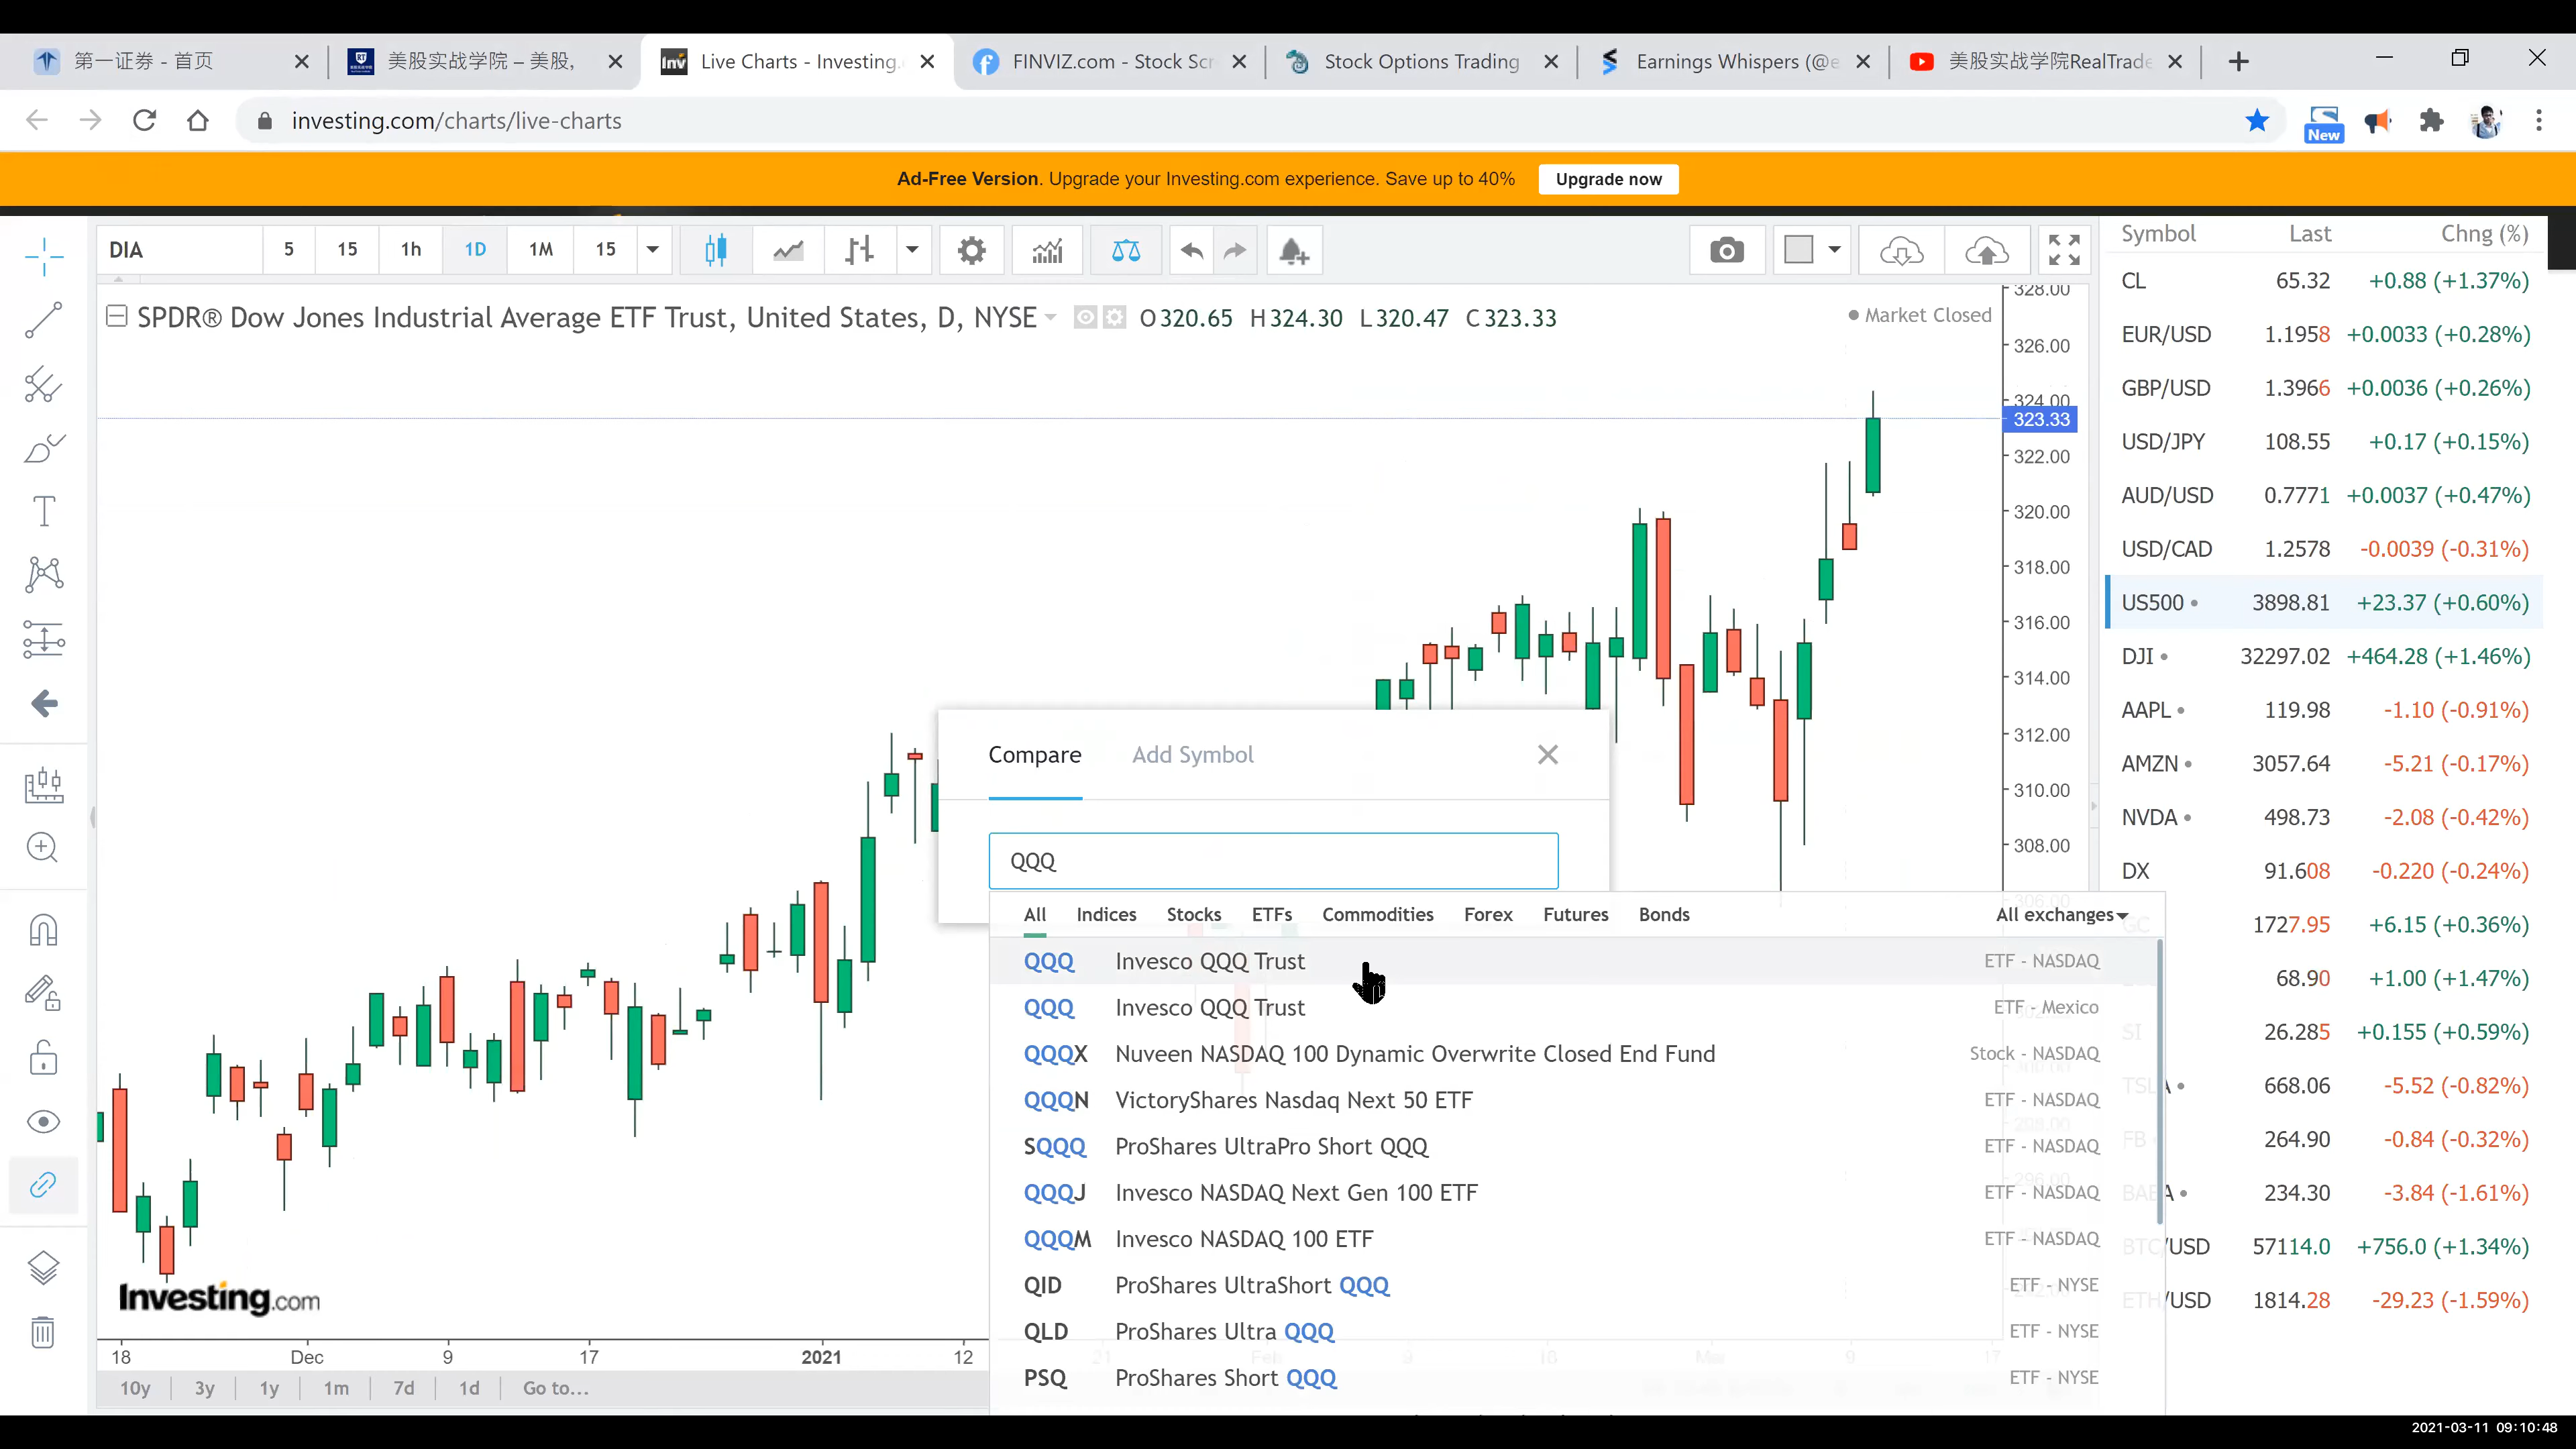 第一证券 - 首页
美股实战学院 – 美股,
Live Charts - Investing.
FINVIZ.com - Stock Scr
Stock Options Trading
Earnings Whispers (@e
美股实战学院RealTrade
investing.com/charts/live-charts
New
Ad-Free Version. Upgrade your Investing.com experience. Save up to 40%
Upgrade now
DIA 5 15 1h 1D 1M 15
SPDR® Dow Jones Industrial Average ETF Trust, United States, D, NYSE O320.65 H324.30 L320.47 C323.33
Market Closed
328.00
326.00
324.00
323.33
322.00
320.00
318.00
316.00
314.00
312.00
310.00
308.00
Compare
Add Symbol
QQQ
All Indices Stocks ETFs Commodities Forex Futures Bonds All exchanges
QQQ Invesco QQQ Trust ETF - NASDAQ
QQQ Invesco QQQ Trust ETF - Mexico
QQQX Nuveen NASDAQ 100 Dynamic Overwrite Closed End Fund Stock - NASDAQ
QQQN VictoryShares Nasdaq Next 50 ETF ETF - NASDAQ
SQQQ ProShares UltraPro Short QQQ ETF - NASDAQ
QQQJ Invesco NASDAQ Next Gen 100 ETF ETF - NASDAQ
QQQM Invesco NASDAQ 100 ETF ETF - NASDAQ
QID ProShares UltraShort QQQ ETF - NYSE
QLD ProShares Ultra QQQ ETF - NYSE
PSQ ProShares Short QQQ ETF - NYSE
Investing.com
18 Dec 9 17 2021 12
10y 3y 1y 1m 7d 1d Go to...
Symbol Last Chng (%)
CL 65.32 +0.88 (+1.37%)
EUR/USD 1.1958 +0.0033 (+0.28%)
GBP/USD 1.3966 +0.0036 (+0.26%)
USD/JPY 108.55 +0.17 (+0.15%)
AUD/USD 0.7771 +0.0037 (+0.47%)
USD/CAD 1.2578 -0.0039 (-0.31%)
US500 3898.81 +23.37 (+0.60%)
DJI 32297.02 +464.28 (+1.46%)
AAPL 119.98 -1.10 (-0.91%)
AMZN 3057.64 -5.21 (-0.17%)
NVDA 498.73 -2.08 (-0.42%)
DX 91.608 -0.220 (-0.24%)
GC 1727.95 +6.15 (+0.36%)
68.90 +1.00 (+1.47%)
SI 26.285 +0.155 (+0.59%)
TSLA 668.06 -5.52 (-0.82%)
FB 264.90 -0.84 (-0.32%)
BABA 234.30 -3.84 (-1.61%)
BTC/USD 57114.0 +756.0 (+1.34%)
ETH/USD 1814.28 -29.23 (-1.59%)
2021-03-11 09:10:48